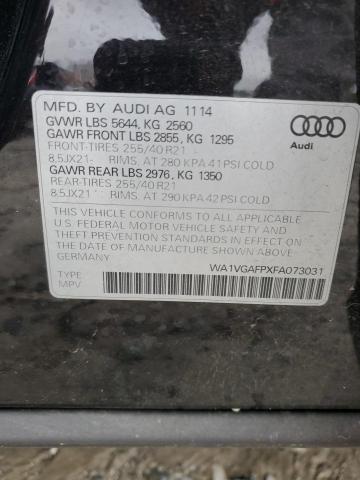 MFD. BY AUDI AG 11 14
GVWR LBS 5644, KG 2560
GAWR FRONT LBS 2855, KG 1295
FRONT-TIRES 255/40 R21
8,5JX21- RIMS, AT 280 KPA 41 PSI COLD
GAWR REAR LBS 2976, KG 1350
REAR-TIRES 255/40 R21
8,5JX21 RIMS, AT 290 KPA 42 PSI COLD
Audi
THIS VEHICLE CONFORMS TO ALL APPLICABLE
U.S. FEDERAL MOTOR VEHICLE SAFETY AND
THEFT PREVENTION STANDARDS IN EFFECT ON THE
DATE OF MANUFACTURE SHOWN ABOVE.
GERMANY
WA1VGAFPXFA073031
TYPE
MPV